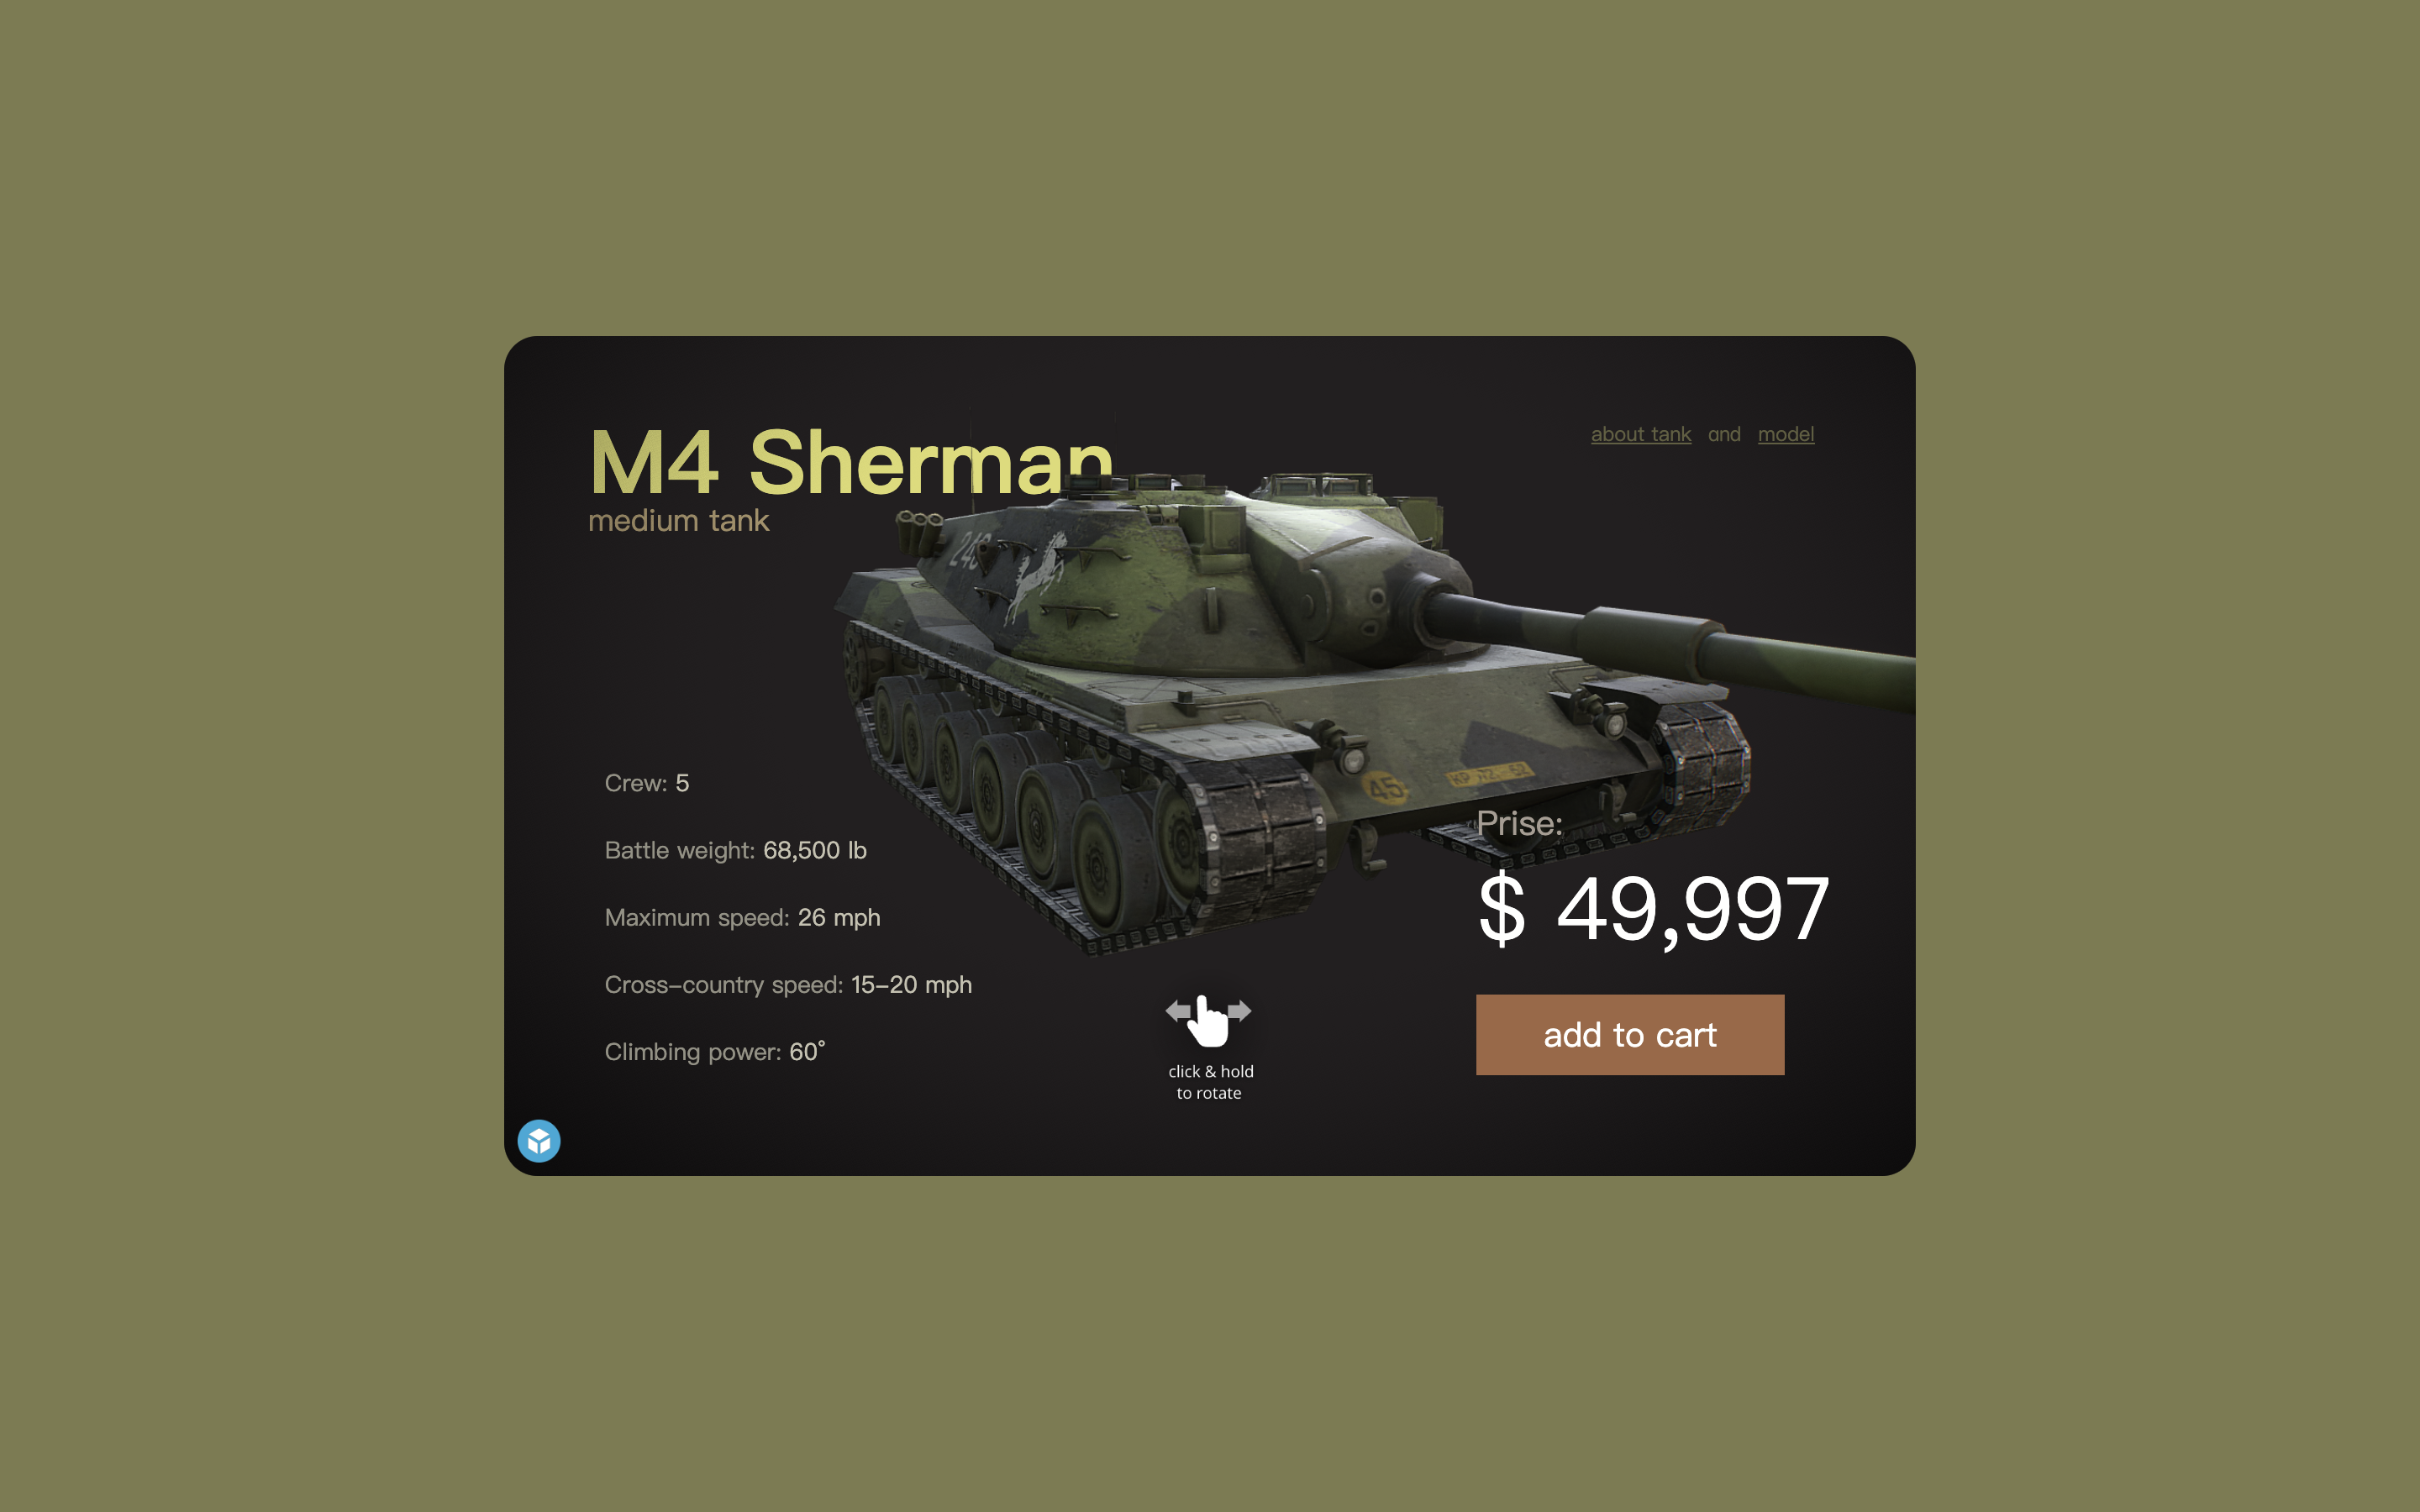 M4 Sherman
medium tank
about tank and model
248
Crew: 5
Battle weight: 68,500 lb
Maximum speed: 26 mph
Cross-country speed: 15-20 mph
Climbing power: 60°
45
Prise:
$ 49,997
add to cart
click & hold
to rotate